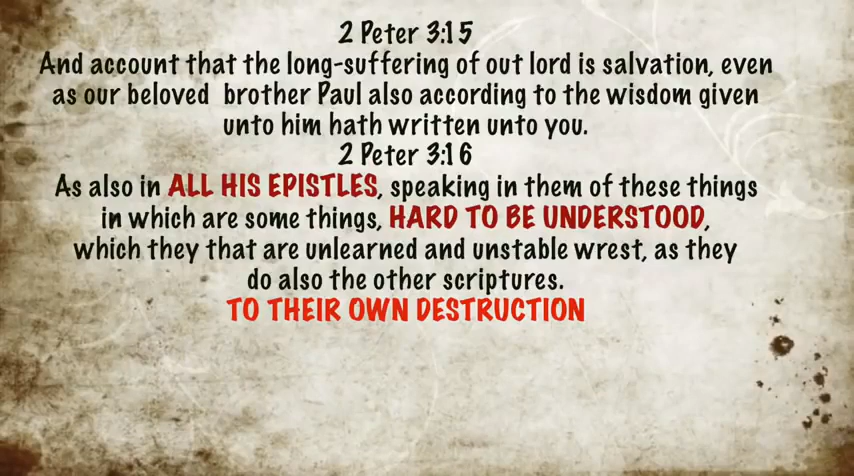 2 Peter 3:15
And account that the long-suffering of out lord is salvation, even
as our beloved brother Paul also according to the wisdom given
unto him hath written unto you.
2 Peter 3:16
As also in ALL HIS EPISTLES, speaking in them of these things
in which are some things, HARD TO BE UNDERSTOOD,
which they that are unlearned and unstable wrest, as they
do also the other scriptures.
TO THEIR OWN DESTRUCTION